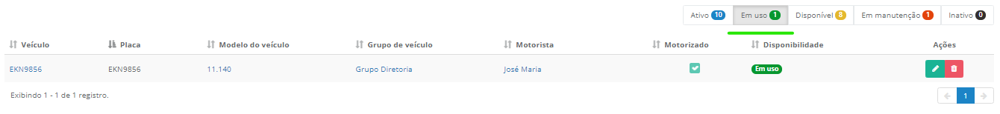 Ativo 10 Em uso 1 Disponível 8 Em manutenção 1 Inativo 0
Veículo Placa Modelo do veículo Grupo de veículo Motorista Motorizado Disponibilidade Ações
EKN9856 EKN9856 11.140 Grupo Diretoria José Maria Em uso
Exibindo 1 - 1 de 1 registro. 1